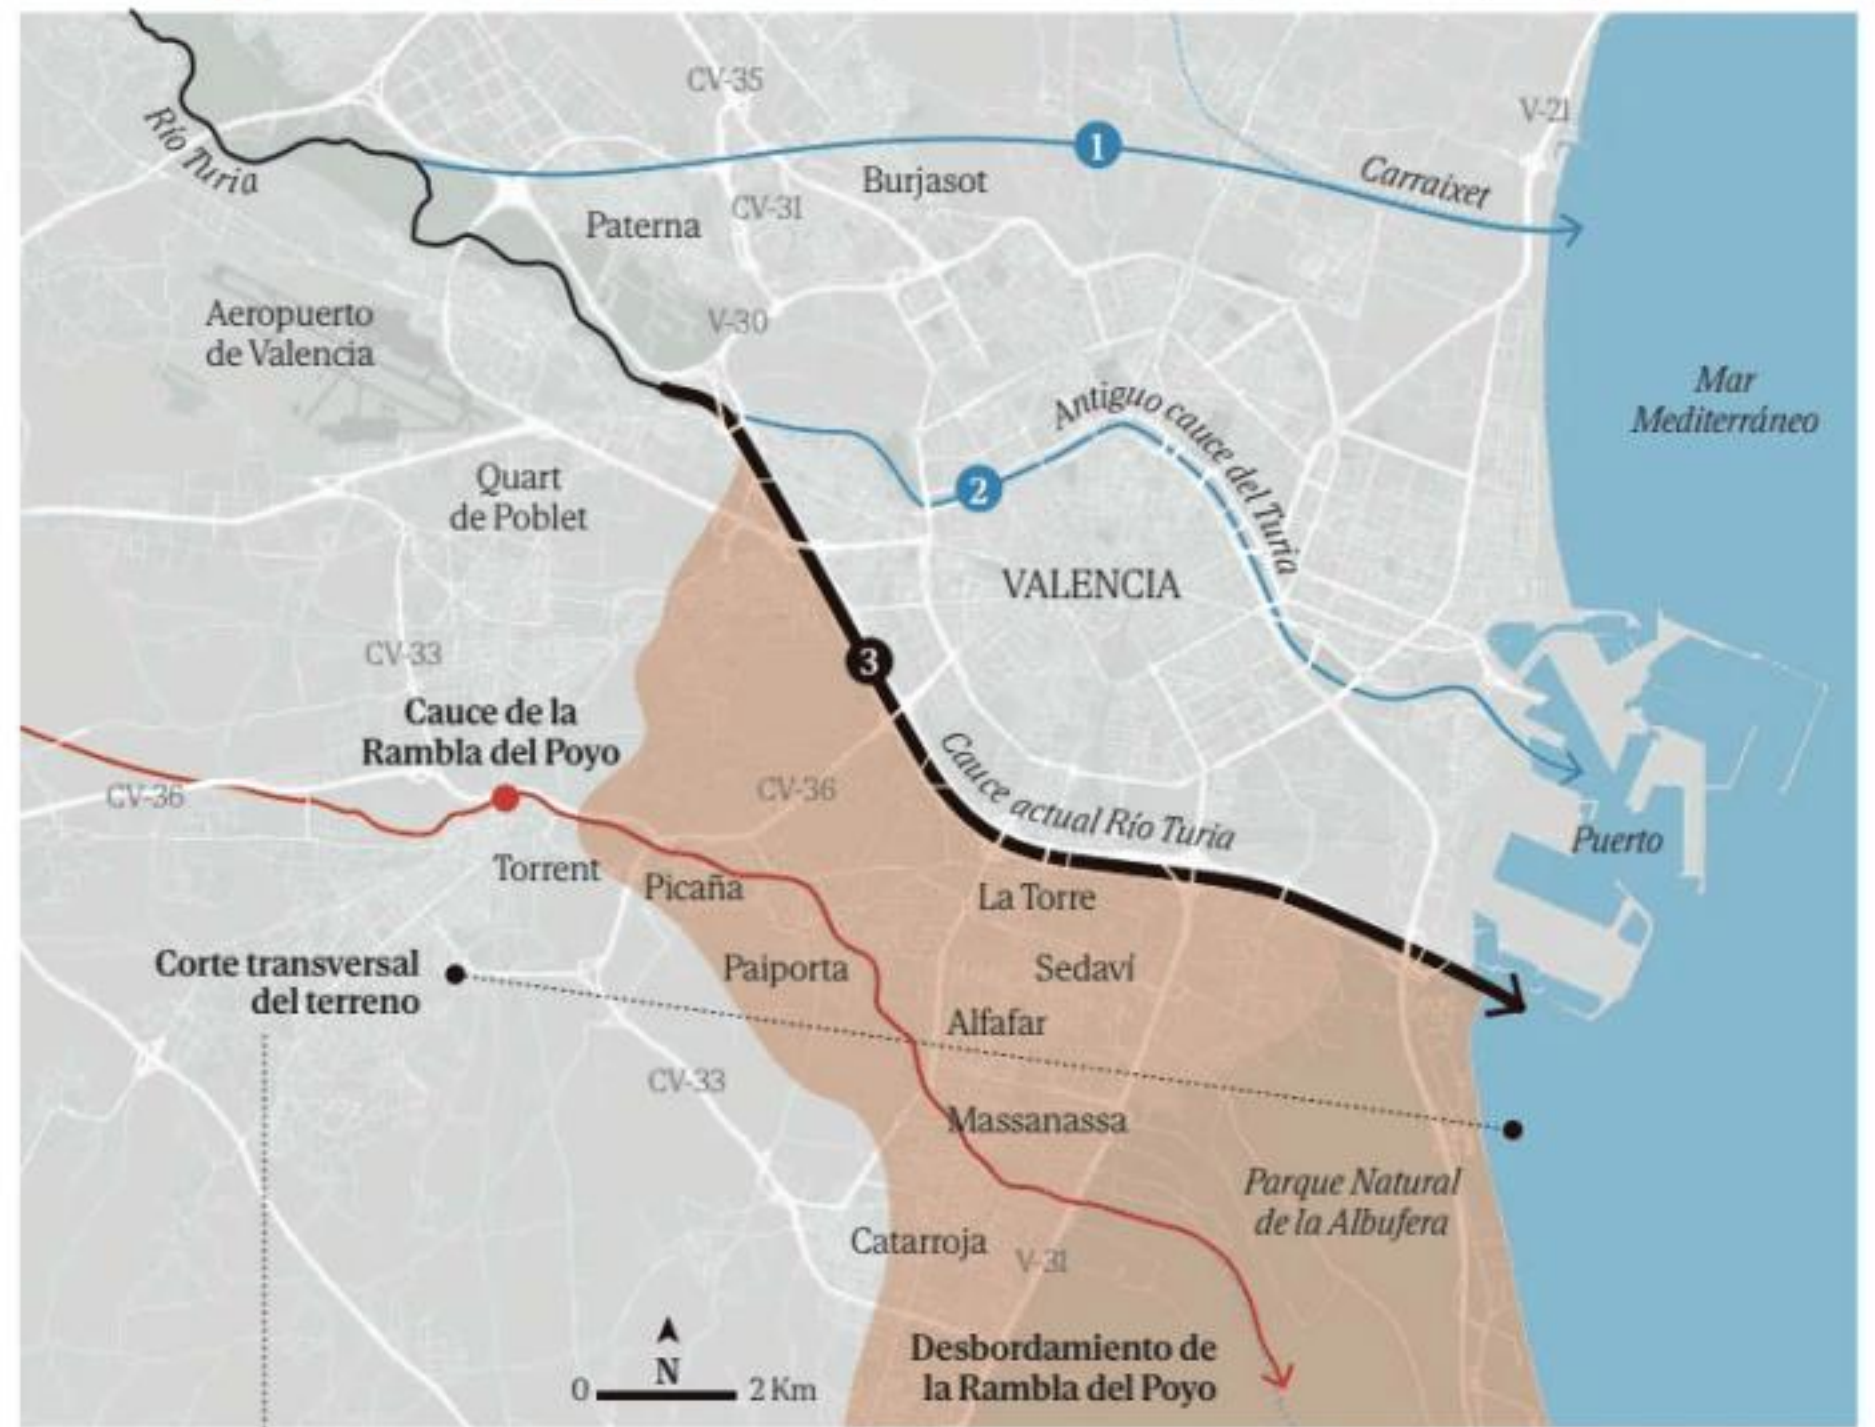 CV-35
V-21
Río Turia
1
Carraixet
Burjasot
CV-31
Paterna
Aeropuerto
de Valencia
V-30
Mar
Mediterráneo
Antiguo cauce del Turia
Quart
de Poblet
2
VALENCIA
CV-33
3
Cauce de la
Rambla del Poyo
CV-36
CV-36
Cauce actual Río Turia
Puerto
Torrent
Picaña
La Torre
Corte transversal
del terreno
Paiporta
Sedaví
Alfafar
CV-33
Massanassa
Parque Natural
de la Albufera
Catarroja
V-31
Desbordamiento de
la Rambla del Poyo
N
0 2 Km